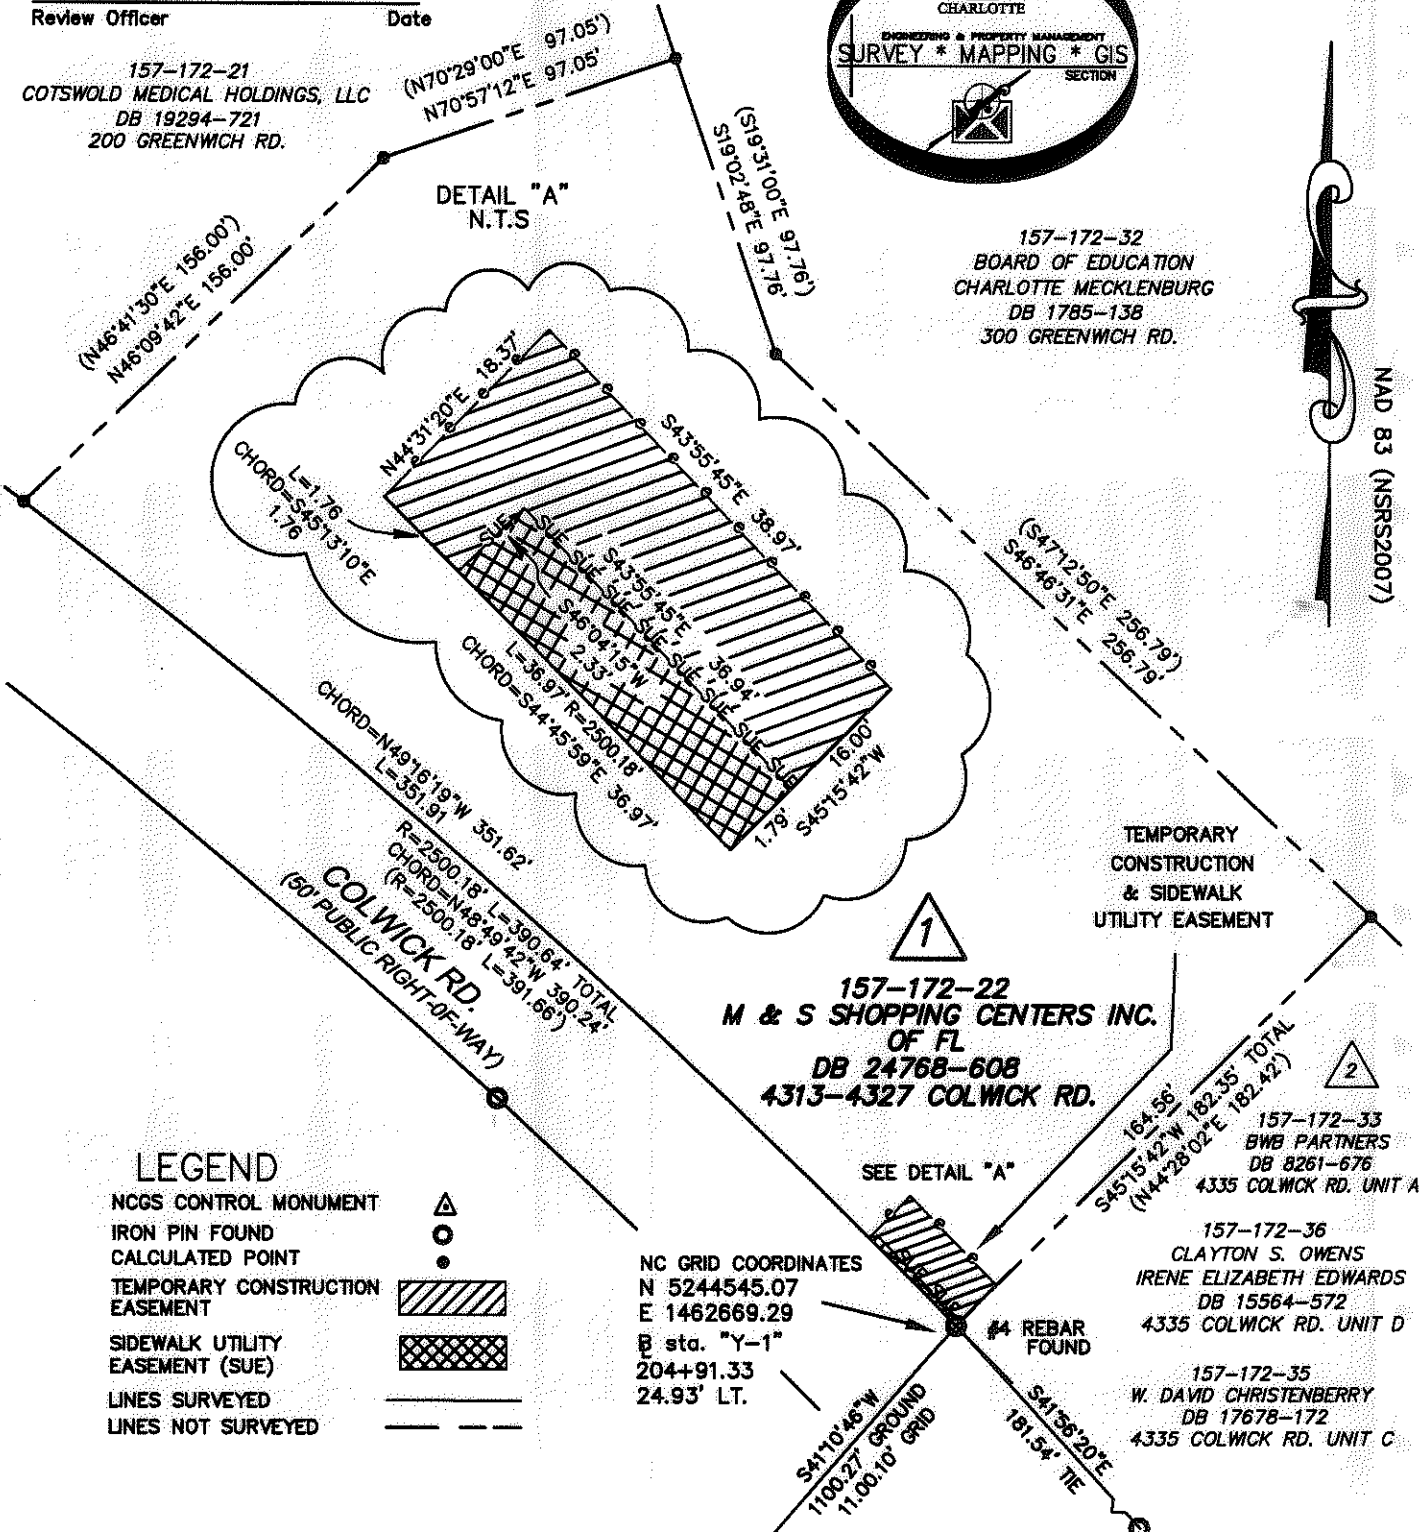 Review Officer
Date
157-172-21
COTSWOLD MEDICAL HOLDINGS, LLC
DB 19294-721
200 GREENWICH RD.
(N70°29'00"E 97.05')
N70°57'12"E 97.05'
CHARLOTTE
ENGINEERING & PROPERTY MANAGEMENT
SURVEY * MAPPING * GIS
SECTION
DETAIL "A"
N.T.S
(S19°31'00"E 97.76')
S19°02'48"E 97.76'
157-172-32
BOARD OF EDUCATION
CHARLOTTE MECKLENBURG
DB 1785-138
300 GREENWICH RD.
NAD 83 (NSRS2007)
(N46°41'30"E 156.00')
N46°09'42"E 156.00'
N44°31'20"E 18.37'
L=1.76
CHORD=S45°13'10"E
1.76
S43°55'45"E 38.97'
SUE SUE SUE SUE SUE SUE SUE SUE SUE
S43°55'45"E 36.94'
S46°04'15"W
2.33'
L=36.97' R=2500.18'
CHORD=S44°45'59"E 36.97'
16.00'
S45°15'42"W
1.79'
(S47°12'50"E 256.79')
S46°46'31"E 256.79'
CHORD=N49°16'19"W 351.62'
L=351.91
R=2500.18' L=390.64' TOTAL
CHORD=N48°49'42"W 390.24'
(R=2500.18' L=391.66')
COLWICK RD.
(50' PUBLIC RIGHT-OF-WAY)
TEMPORARY
CONSTRUCTION
& SIDEWALK
UTILITY EASEMENT
1
157-172-22
M & S SHOPPING CENTERS INC.
OF FL
DB 24768-608
4313-4327 COLWICK RD.
164.56'
S45°15'42"W 182.35' TOTAL
(N44°28'02"E 182.42')
2
157-172-33
BWB PARTNERS
DB 8261-676
4335 COLWICK RD. UNIT A
SEE DETAIL "A"
SUE SUE SUE
157-172-36
CLAYTON S. OWENS
IRENE ELIZABETH EDWARDS
DB 15564-572
4335 COLWICK RD. UNIT D
157-172-35
W. DAVID CHRISTENBERRY
DB 17678-172
4335 COLWICK RD. UNIT C
LEGEND
NCGS CONTROL MONUMENT
IRON PIN FOUND
CALCULATED POINT
TEMPORARY CONSTRUCTION
EASEMENT
SIDEWALK UTILITY
EASEMENT (SUE)
LINES SURVEYED
LINES NOT SURVEYED
NC GRID COORDINATES
N 5244545.07
E 1462669.29
BL sta. "Y-1"
204+91.33
24.93' LT.
#4 REBAR
FOUND
S41°10'46"W
1100.27' GROUND
11.00.10' GRID
S41°56'20"E
181.54' TIE